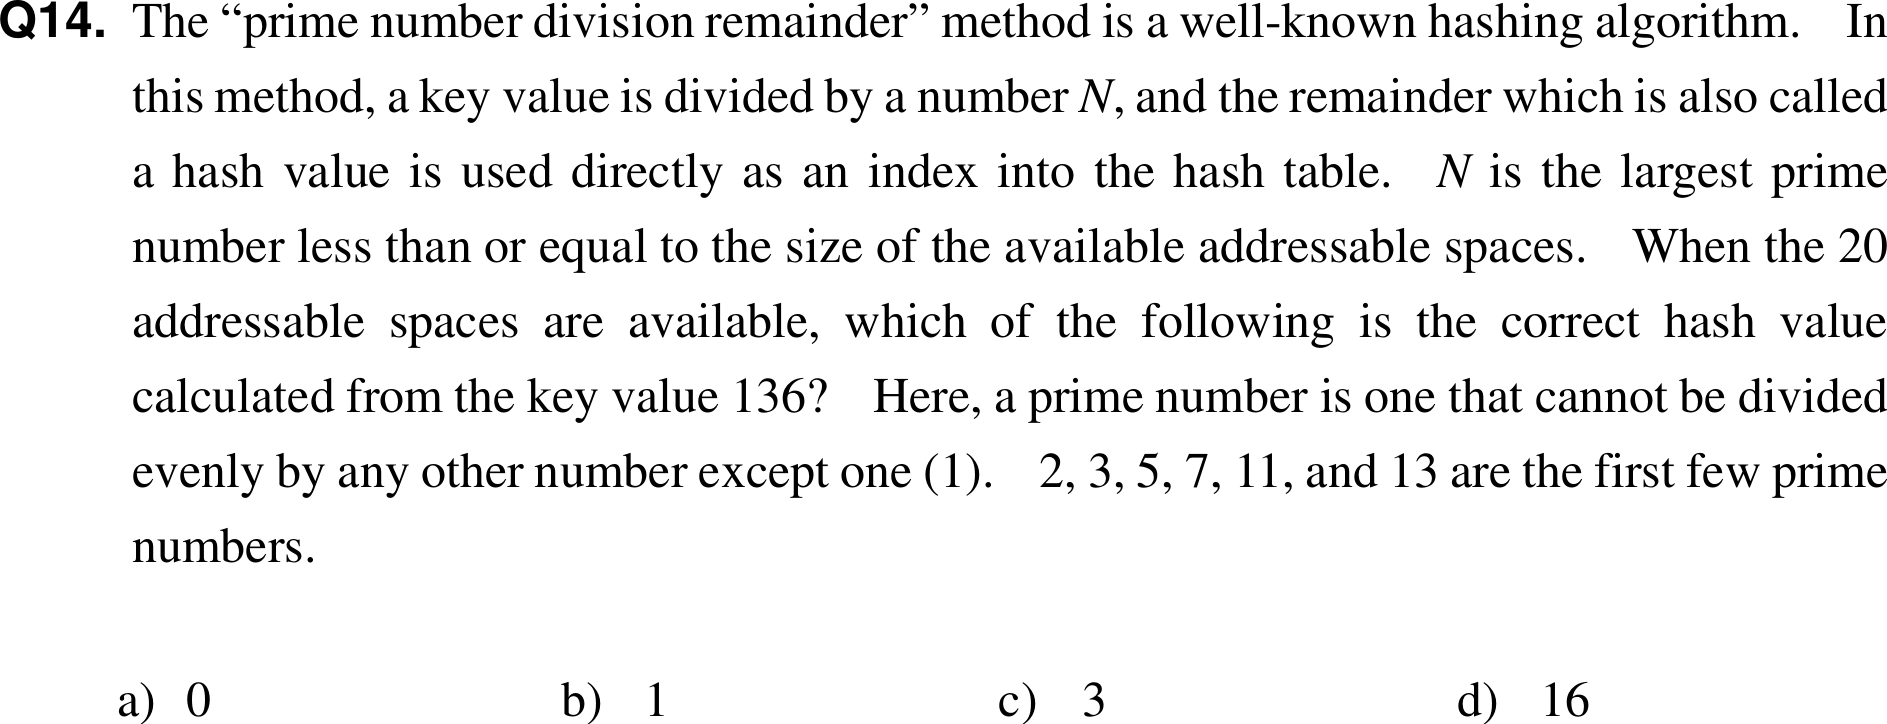 Q14. The “prime number division remainder” method is a well-known hashing algorithm. In
this method, a key value is divided by a number N, and the remainder which is also called
a hash value is used directly as an index into the hash table. N is the largest prime
number less than or equal to the size of the available addressable spaces. When the 20
addressable spaces are available, which of the following is the correct hash value
calculated from the key value 136? Here, a prime number is one that cannot be divided
evenly by any other number except one (1). 2, 3, 5, 7, 11, and 13 are the first few prime
numbers.
a) 0 b) 1 c) 3 d) 16